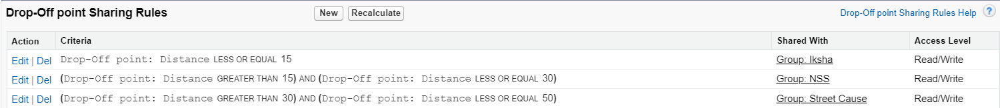 Drop-Off point Sharing Rules New Recalculate Drop-Off point Sharing Rules Help ?
Action Criteria Shared With Access Level
Edit | Del Drop-Off point: Distance LESS OR EQUAL 15 Group: Iksha Read/Write
Edit | Del (Drop-Off point: Distance GREATER THAN 15) AND (Drop-Off point: Distance LESS OR EQUAL 30) Group: NSS Read/Write
Edit | Del (Drop-Off point: Distance GREATER THAN 30) AND (Drop-Off point: Distance LESS OR EQUAL 50) Group: Street Cause Read/Write